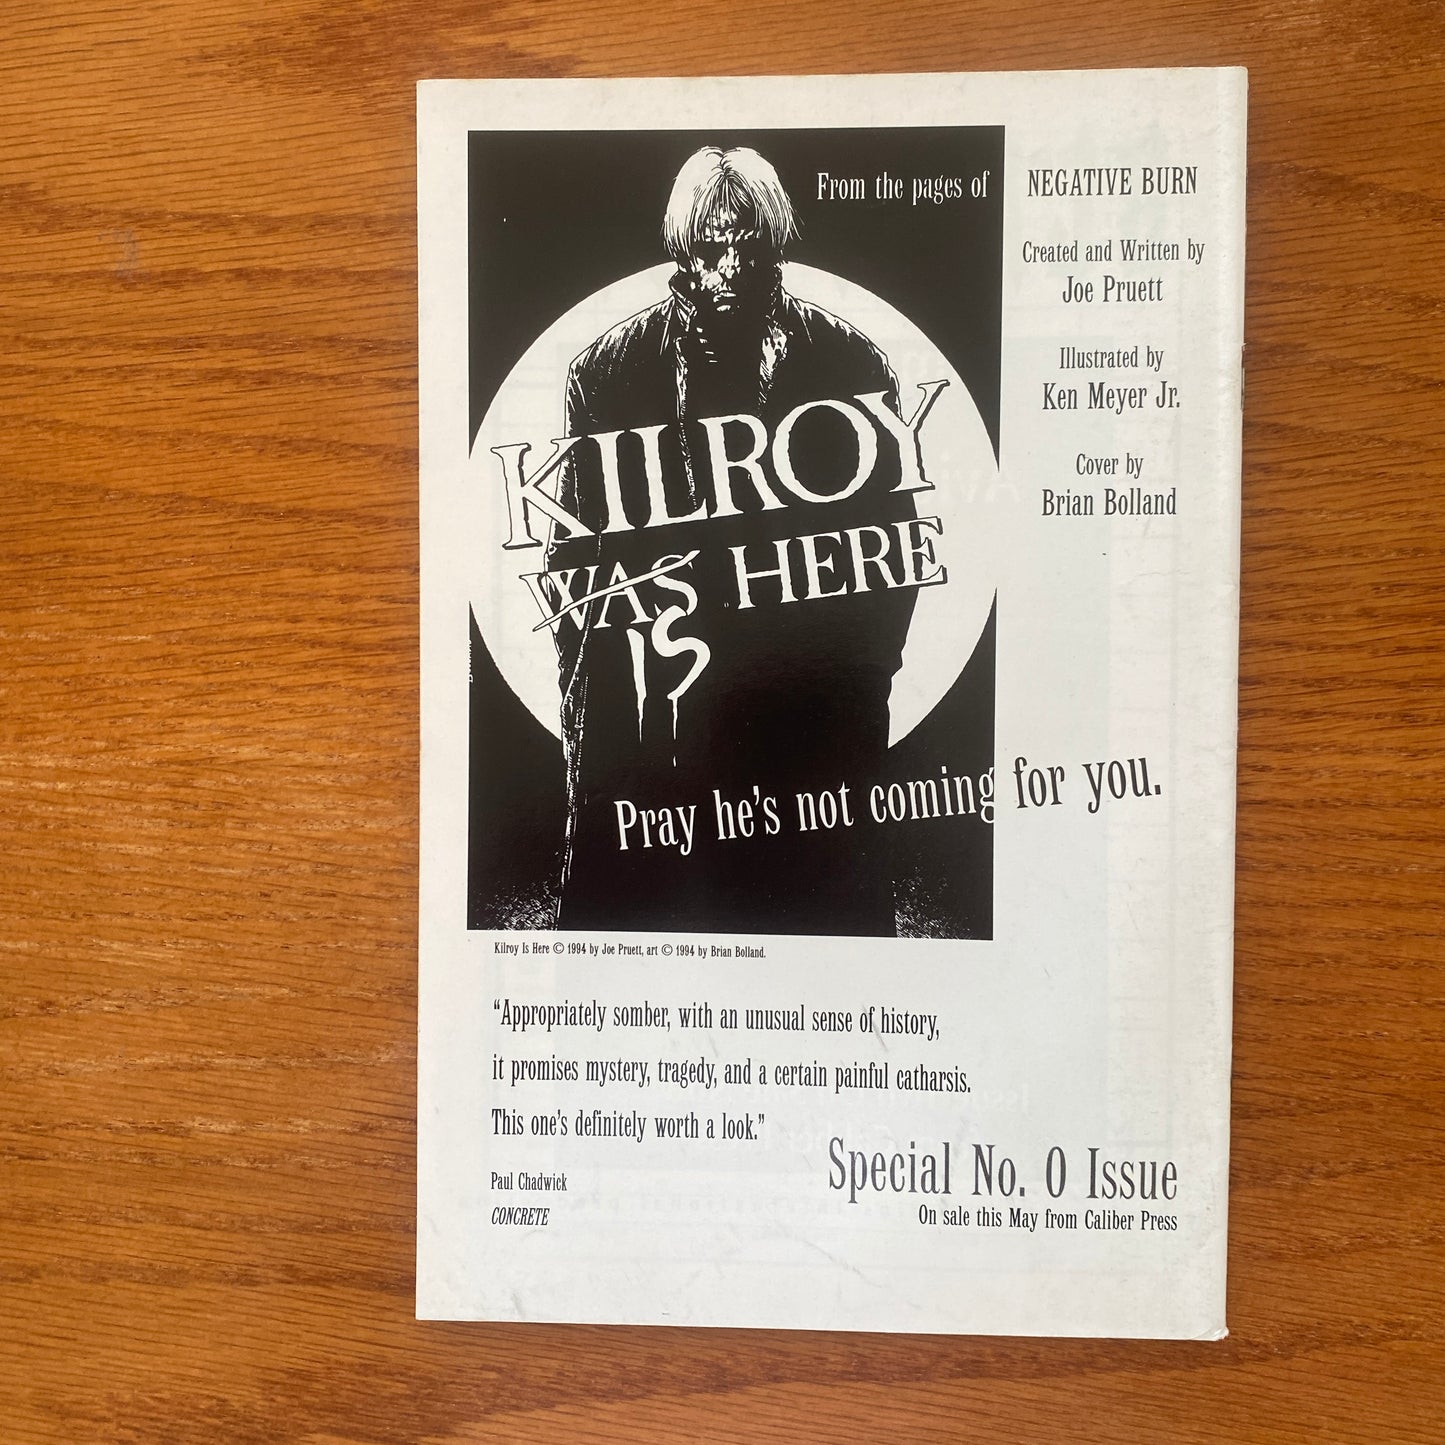 From the pages of NEGATIVE BURN
Created and Written by
Joe Pruett
Illustrated by
Ken Meyer Jr.
Cover by
Brian Bolland
KILROY
WAS HERE
IS
Pray he's not coming for you.
Kilroy Is Here © 1994 by Joe Pruett, art © 1994 by Brian Bolland.
“Appropriately somber, with an unusual sense of history,
it promises mystery, tragedy, and a certain painful catharsis.
This one's definitely worth a look.”
Paul Chadwick
CONCRETE
Special No. 0 Issue
On sale this May from Caliber Press